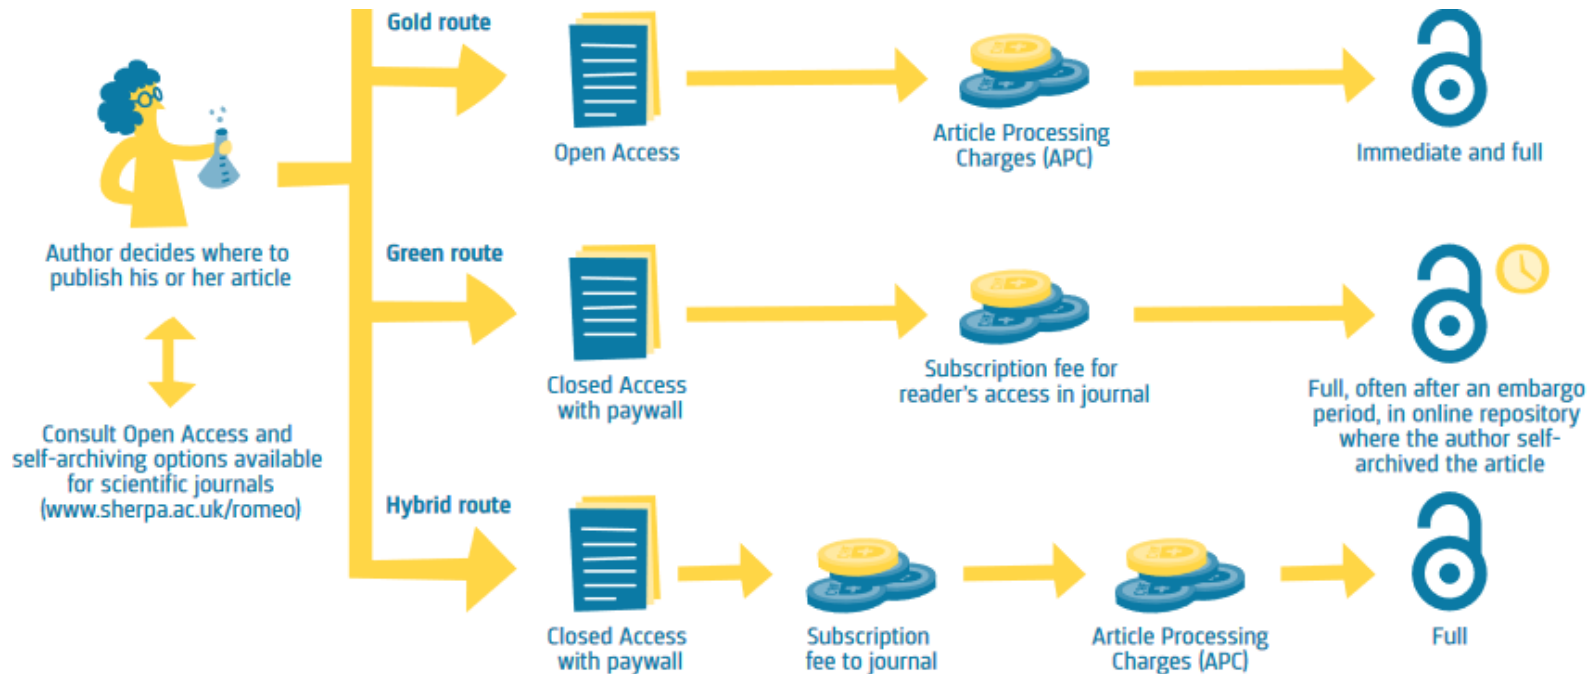 Gold route
Open Access
Article Processing
Charges (APC)
Immediate and full
Author decides where to
publish his or her article
Consult Open Access and
self-archiving options available
for scientific journals
(www.sherpa.ac.uk/romeo)
Green route
Closed Access
with paywall
Subscription fee for
reader's access in journal
Full, often after an embargo
period, in online repository
where the author self-
archived the article
Hybrid route
Closed Access
with paywall
Subscription
fee to journal
Article Processing
Charges (APC)
Full